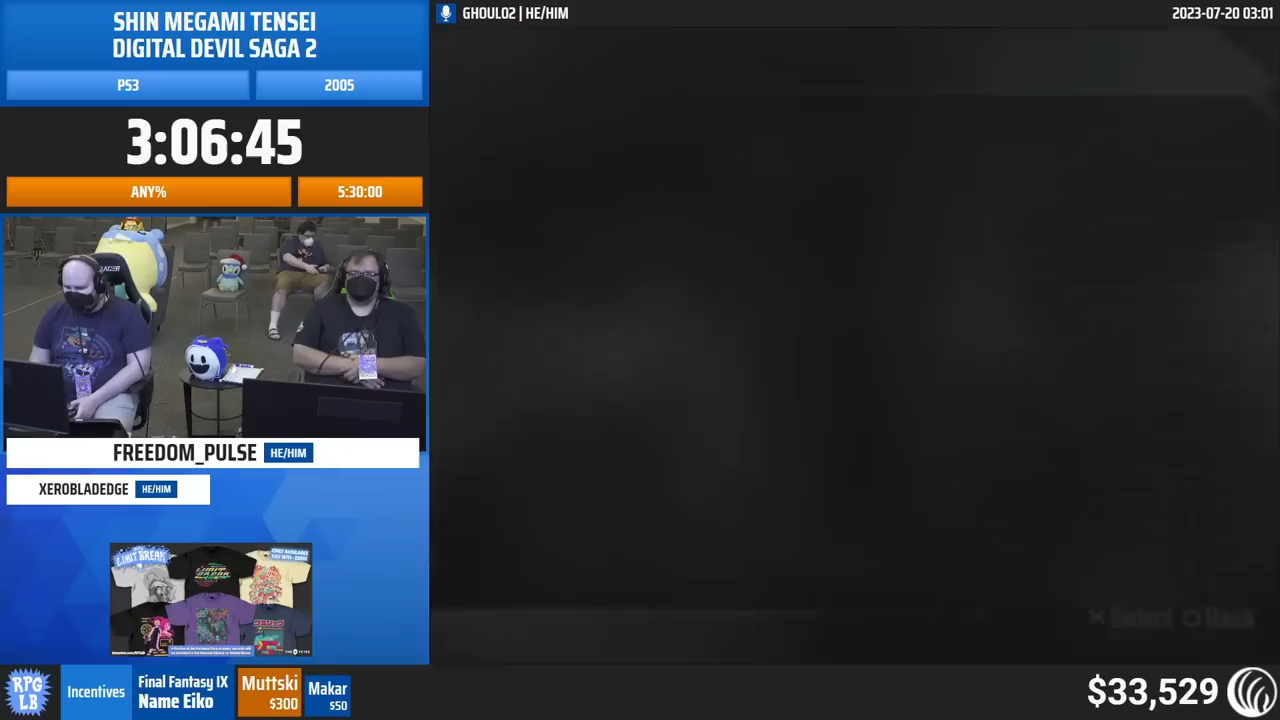 SHIN MEGAMI TENSEI
DIGITAL DEVIL SAGA 2
PS3
2005
3:06:45
ANY%
5:30:00
GHOUL02 | HE/HIM
2023-07-20 03:01
FREEDOM_PULSE HE/HIM
XEROBLADEDGE HE/HIM
LIMIT BREAK
RPG
LB
Incentives
Final Fantasy IX
Name Eiko
Muttski
$300
Makar
$50
$33,529